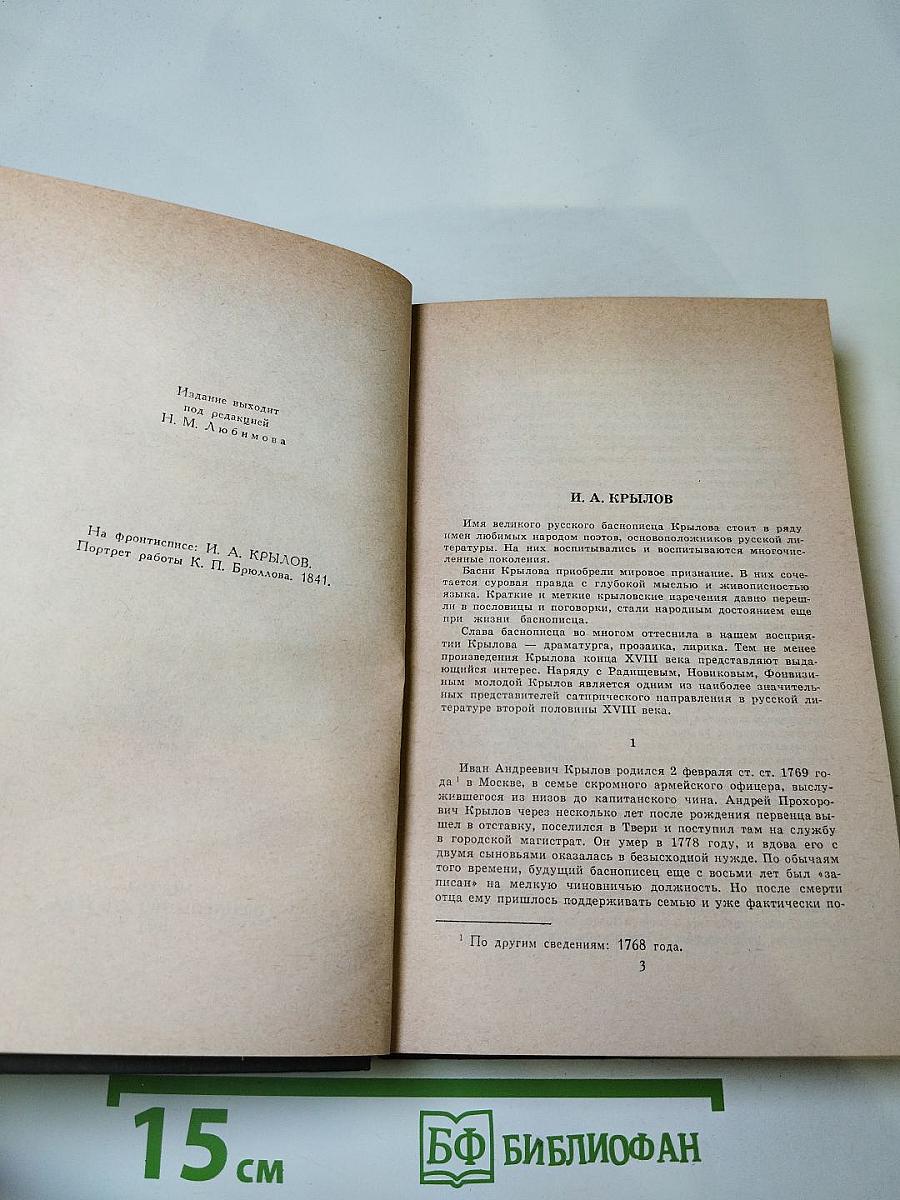 Издание выходит
под редакцией
Н. М. Любимова
На фронтисписе: И. А. КРЫЛОВ.
Портрет работы К. П. Брюллова. 1841.
И. А. КРЫЛОВ
Имя великого русского баснописца Крылова стоит в ряду
имен любимых народом поэтов, основоположников русской ли-
тературы. На них воспитывались и воспитываются многочис-
ленные поколения.
Басни Крылова приобрели мировое признание. В них соче-
тается суровая правда с глубокой мыслью и живописностью
языка. Краткие и меткие крыловские изречения давно переш-
ли в пословицы и поговорки, стали народным достоянием еще
при жизни баснописца.
Слава баснописца во многом оттеснила в нашем восприя-
тии Крылова — драматурга, прозаика, лирика. Тем не менее
произведения Крылова конца XVIII века представляют выда-
ющийся интерес. Наряду с Радищевым, Новиковым, Фонвизи-
ным молодой Крылов является одним из наиболее значитель-
ных представителей сатирического направления в русской ли-
тературе второй половины XVIII века.
1
Иван Андреевич Крылов родился 2 февраля ст. ст. 1769 го-
да ¹ в Москве, в семье скромного армейского офицера, выслу-
жившегося из низов до капитанского чина. Андрей Прохоро-
вич Крылов через несколько лет после рождения первенца вы-
шел в отставку, поселился в Твери и поступил там на службу
в городской магистрат. Он умер в 1778 году, и вдова его с
двумя сыновьями оказалась в безысходной нужде. По обычаям
того времени, будущий баснописец еще с восьми лет был «за-
писан» на мелкую чиновничью должность. Но после смерти
отца ему пришлось поддерживать семью и уже фактически по-
¹ По другим сведениям: 1768 года.
3
15 см
БФ БИБЛИОФАН